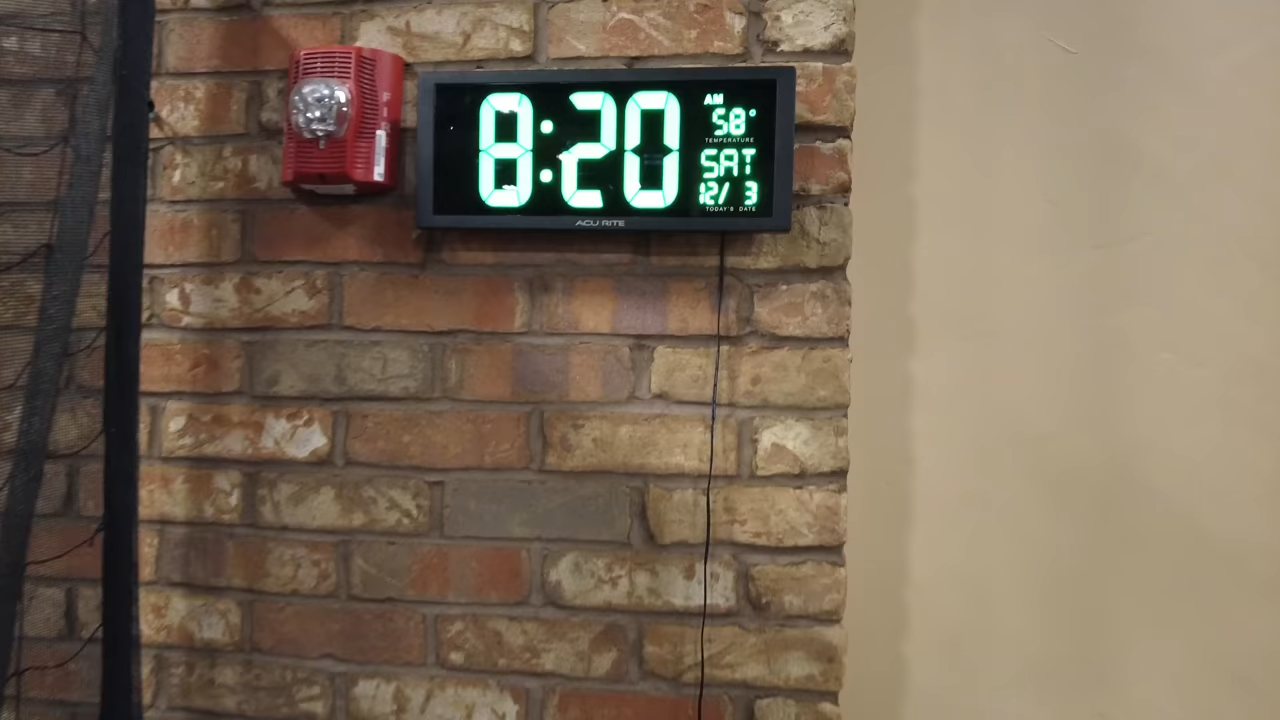 8:20
AM
58°
TEMPERATURE
SAT
12/ 3
TODAY'S DATE
ACURITE